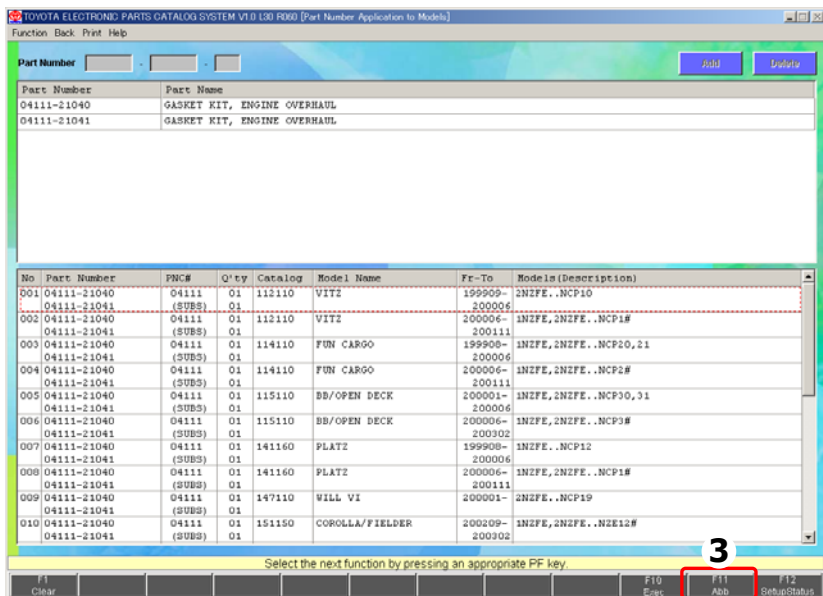 TOYOTA ELECTRONIC PARTS CATALOG SYSTEM V1.0 L30 R060 [Part Number Application to Models]
Function Back Print Help
Part Number - - Add Delete
Part Number Part Name
04111-21040 GASKET KIT, ENGINE OVERHAUL
04111-21041 GASKET KIT, ENGINE OVERHAUL
No Part Number PNC# Q'ty Catalog Model Name Fr-To Models(Description)
001 04111-21040 04111 01 112110 VITZ 199909- 2NZFE..NCP10
04111-21041 (SUBS) 01 200006
002 04111-21040 04111 01 112110 VITZ 200006- 1NZFE,2NZFE..NCP1#
04111-21041 (SUBS) 01 200111
003 04111-21040 04111 01 114110 FUN CARGO 199908- 1NZFE,2NZFE..NCP20,21
04111-21041 (SUBS) 01 200006
004 04111-21040 04111 01 114110 FUN CARGO 200006- 1NZFE,2NZFE..NCP2#
04111-21041 (SUBS) 01 200111
005 04111-21040 04111 01 115110 BB/OPEN DECK 200001- 1NZFE,2NZFE..NCP30,31
04111-21041 (SUBS) 01 200006
006 04111-21040 04111 01 115110 BB/OPEN DECK 200006- 1NZFE,2NZFE..NCP3#
04111-21041 (SUBS) 01 200302
007 04111-21040 04111 01 141160 PLATZ 199908- 1NZFE..NCP12
04111-21041 (SUBS) 01 200006
008 04111-21040 04111 01 141160 PLATZ 200006- 1NZFE,2NZFE..NCP1#
04111-21041 (SUBS) 01 200111
009 04111-21040 04111 01 147110 WILL VI 200001- 2NZFE..NCP19
04111-21041 (SUBS) 01
010 04111-21040 04111 01 151150 COROLLA/FIELDER 200209- 1NZFE,2NZFE..NZE12#
04111-21041 (SUBS) 01 200302
3
Select the next function by pressing an appropriate PF key.
F1 F10 F11 F12
Clear Exec Abb SetupStatus